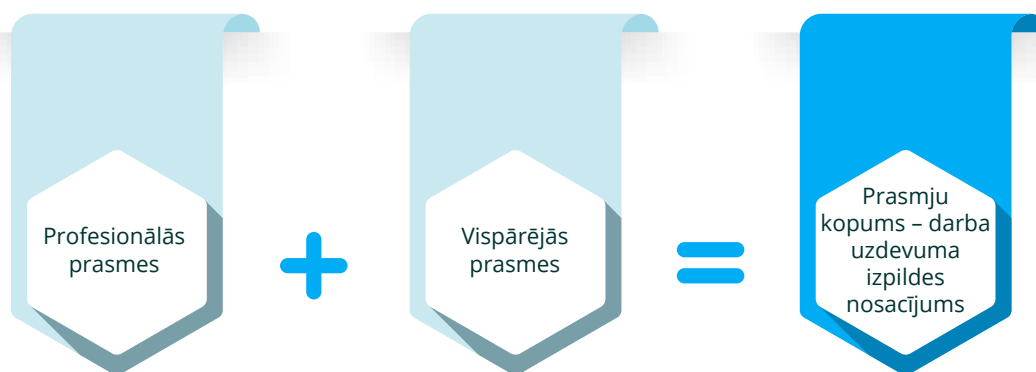 Profesionālās
prasmes
+
Vispārējās
prasmes
=
Prasmju
kopums – darba
uzdevuma
izpildes
nosacījums